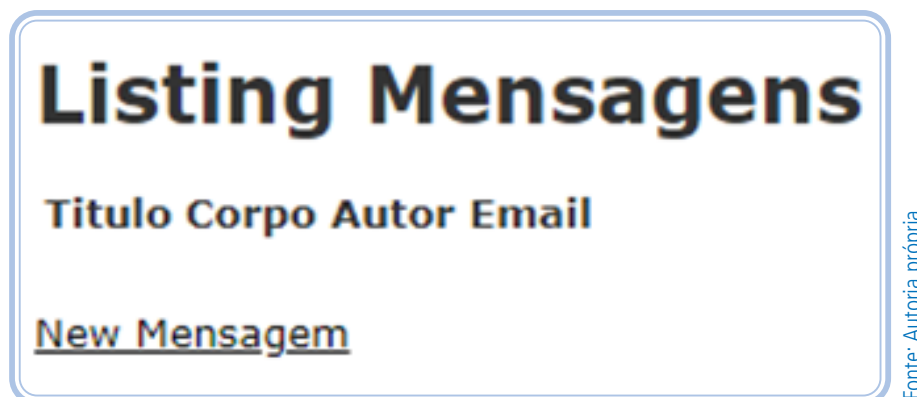 Listing Mensagens
Titulo Corpo Autor Email
New Mensagem
Fonte: Autoria própria